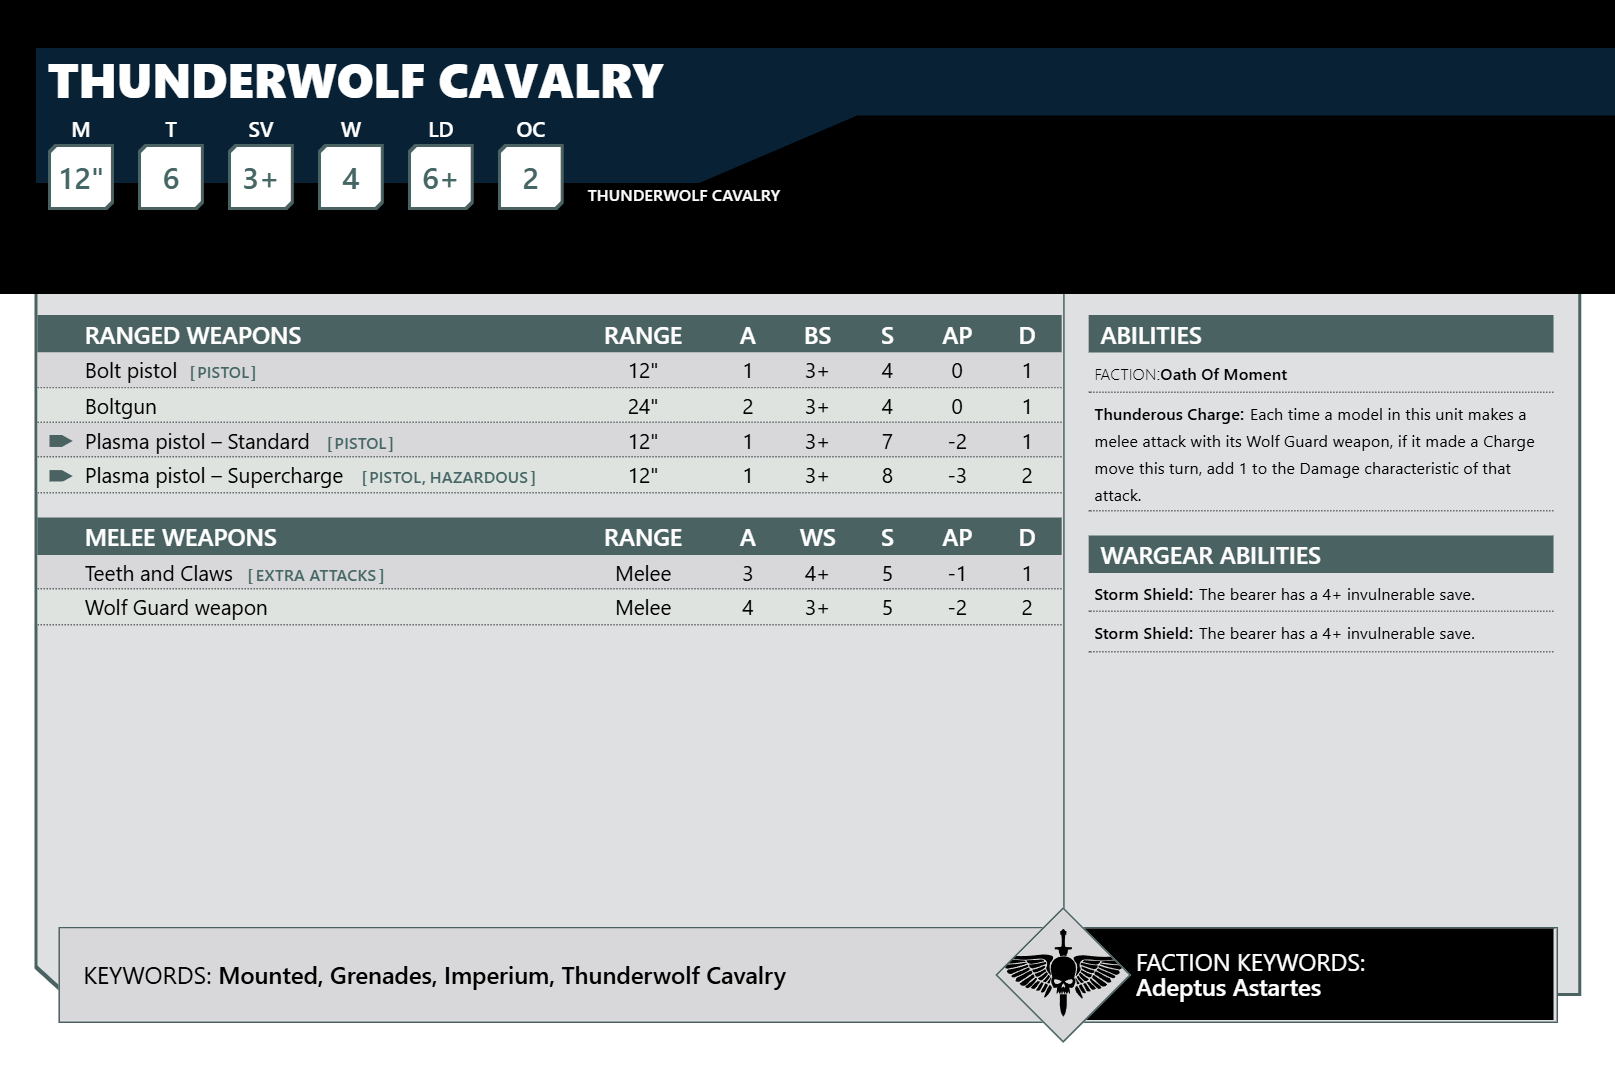 THUNDERWOLF CAVALRY
M T SV W LD OC
12" 6 3+ 4 6+ 2
THUNDERWOLF CAVALRY
RANGED WEAPONS RANGE A BS S AP D
Bolt pistol [PISTOL] 12" 1 3+ 4 0 1
Boltgun 24" 2 3+ 4 0 1
Plasma pistol – Standard [PISTOL] 12" 1 3+ 7 -2 1
Plasma pistol – Supercharge [PISTOL, HAZARDOUS] 12" 1 3+ 8 -3 2
MELEE WEAPONS RANGE A WS S AP D
Teeth and Claws [EXTRA ATTACKS] Melee 3 4+ 5 -1 1
Wolf Guard weapon Melee 4 3+ 5 -2 2
ABILITIES
FACTION:Oath Of Moment
Thunderous Charge: Each time a model in this unit makes a
melee attack with its Wolf Guard weapon, if it made a Charge
move this turn, add 1 to the Damage characteristic of that
attack.
WARGEAR ABILITIES
Storm Shield: The bearer has a 4+ invulnerable save.
Storm Shield: The bearer has a 4+ invulnerable save.
KEYWORDS: Mounted, Grenades, Imperium, Thunderwolf Cavalry
FACTION KEYWORDS:
Adeptus Astartes